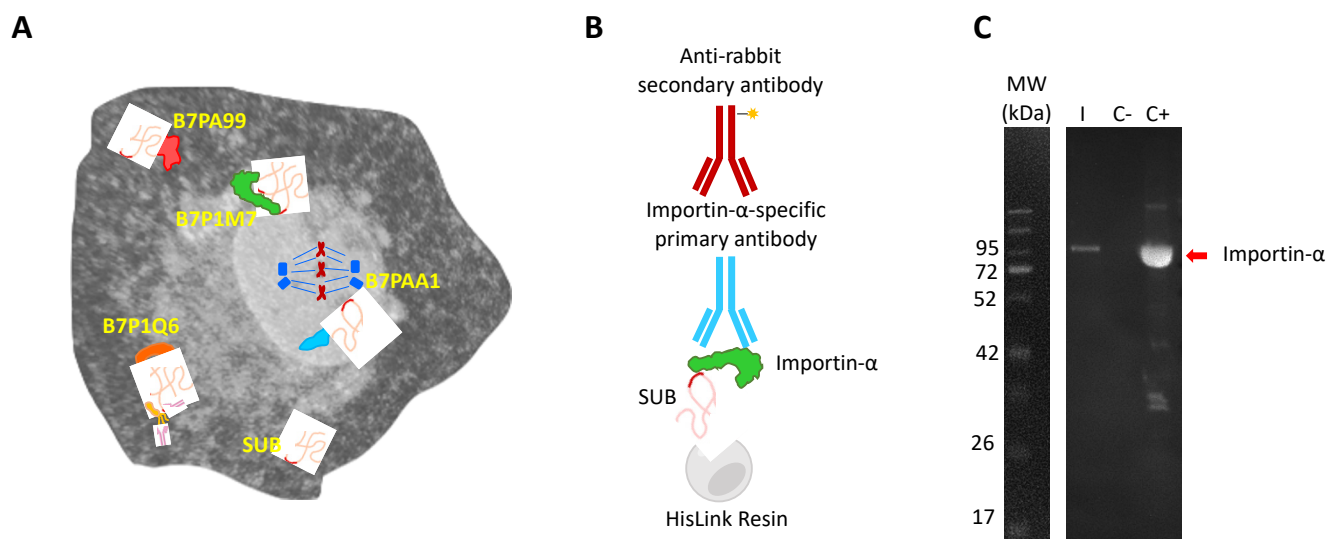 A
B7PA99
B7P1M7
B7PAA1
B7P1Q6
SUB
B
Anti-rabbit
secondary antibody
Importin-α-specific
primary antibody
Importin-α
SUB
HisLink Resin
C
MW
(kDa)
I C- C+
95
72
52
42
26
17
Importin-α